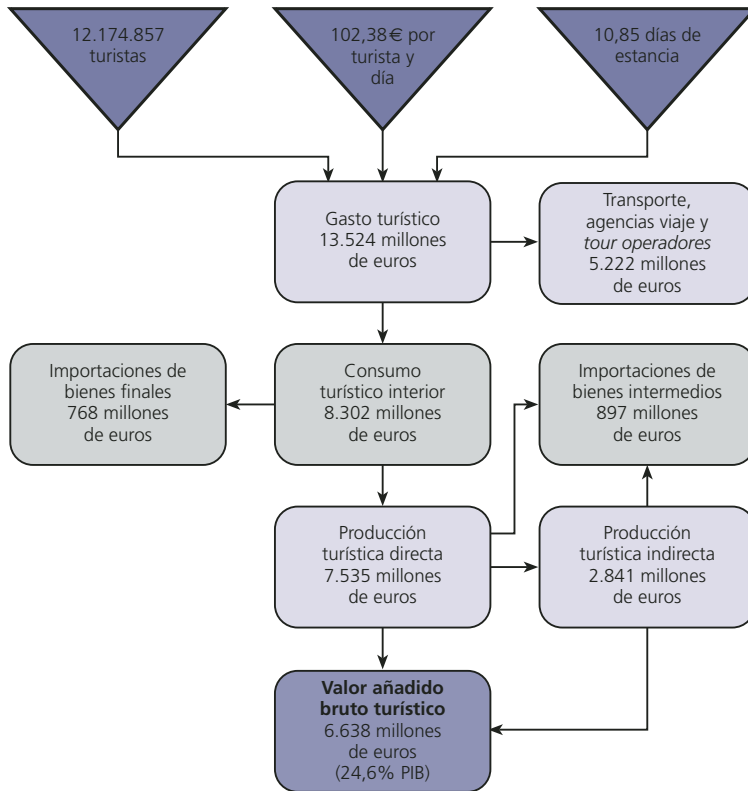 12.174.857
turistas
102,38€ por
turista y
día
10,85 días de
estancia
Gasto turístico
13.524 millones
de euros
Transporte,
agencias viaje y
tour operadores
5.222 millones
de euros
Importaciones de
bienes finales
768 millones
de euros
Consumo
turístico interior
8.302 millones
de euros
Importaciones de
bienes intermedios
897 millones
de euros
Producción
turística directa
7.535 millones
de euros
Producción
turística indirecta
2.841 millones
de euros
Valor añadido
bruto turístico
6.638 millones
de euros
(24,6% PIB)